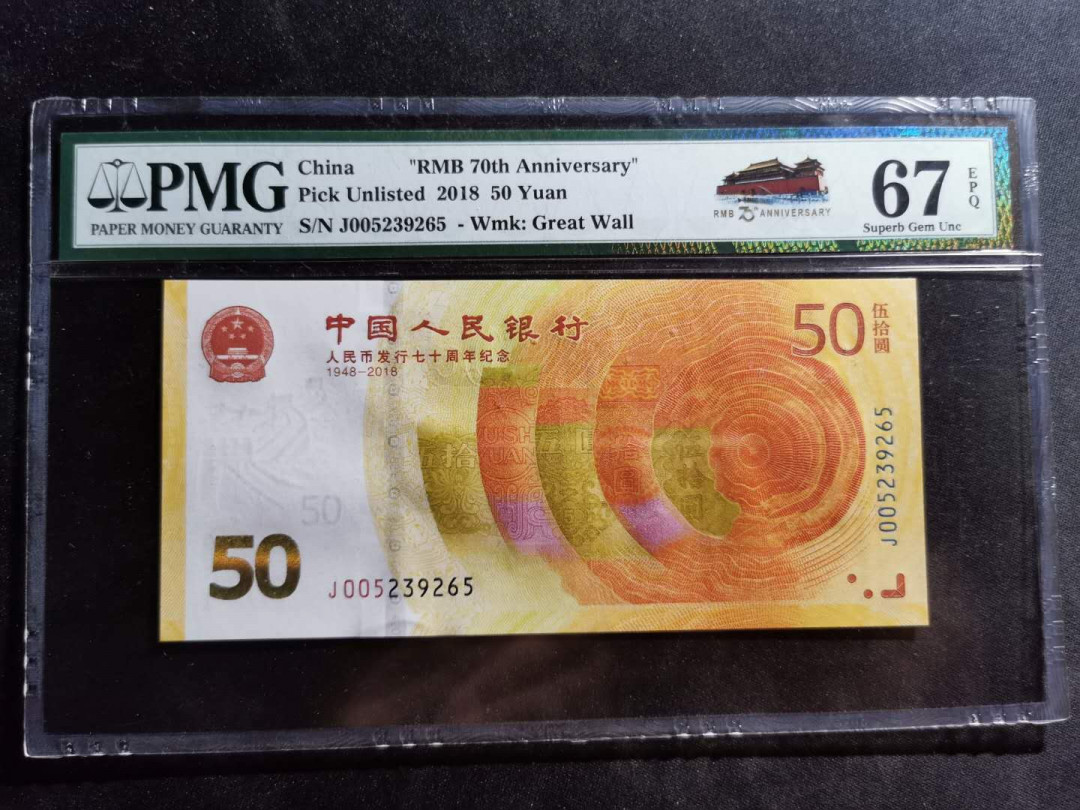 PMG
PAPER MONEY GUARANTY
China "RMB 70th Anniversary"
Pick Unlisted 2018 50 Yuan
S/N J005239265 - Wmk: Great Wall
RMB 70th ANNIVERSARY
67
EPQ
Superb Gem Unc
中国人民银行
人民币发行七十周年纪念
1948-2018
50
伍拾圆
50
50
J005239265
J005239265